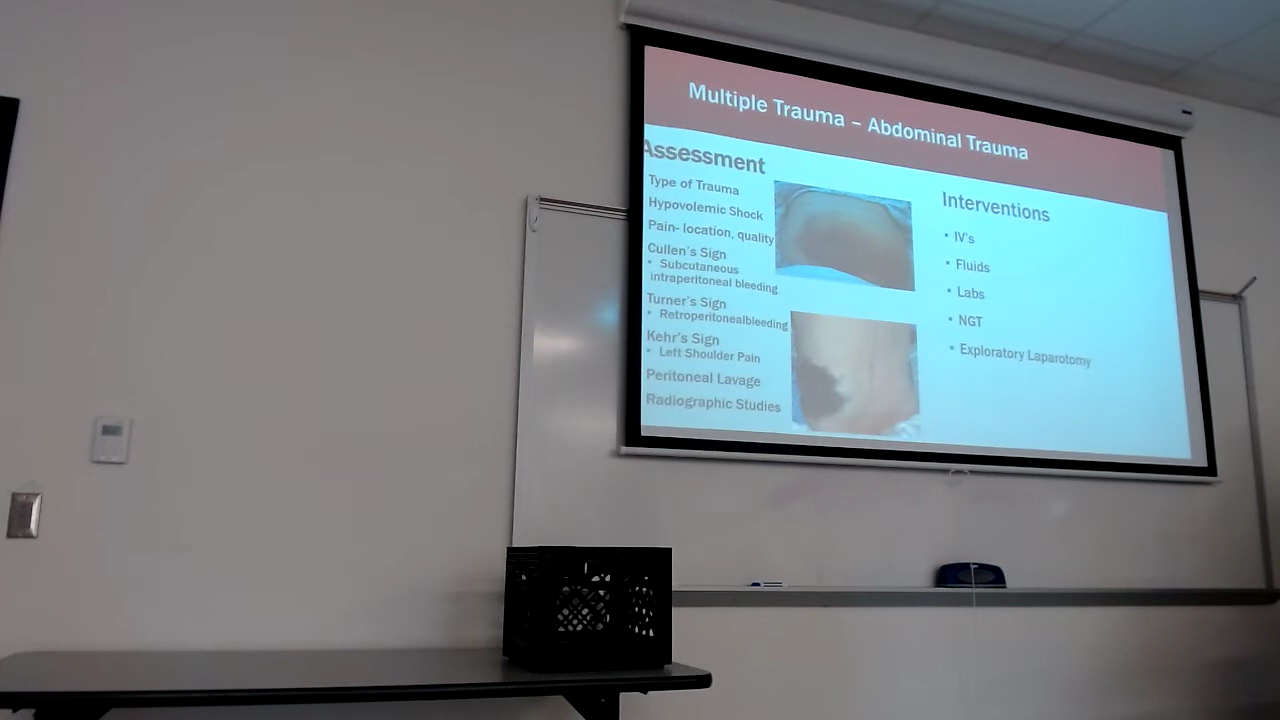 Multiple Trauma – Abdominal Trauma
Assessment
Type of Trauma
Hypovolemic Shock
Pain- location, quality
Cullen's Sign
• Subcutaneous
intraperitoneal bleeding
Turner's Sign
• Retroperitonealbleeding
Kehr's Sign
• Left Shoulder Pain
Peritoneal Lavage
Radiographic Studies
Interventions
• IV's
• Fluids
• Labs
• NGT
• Exploratory Laparotomy